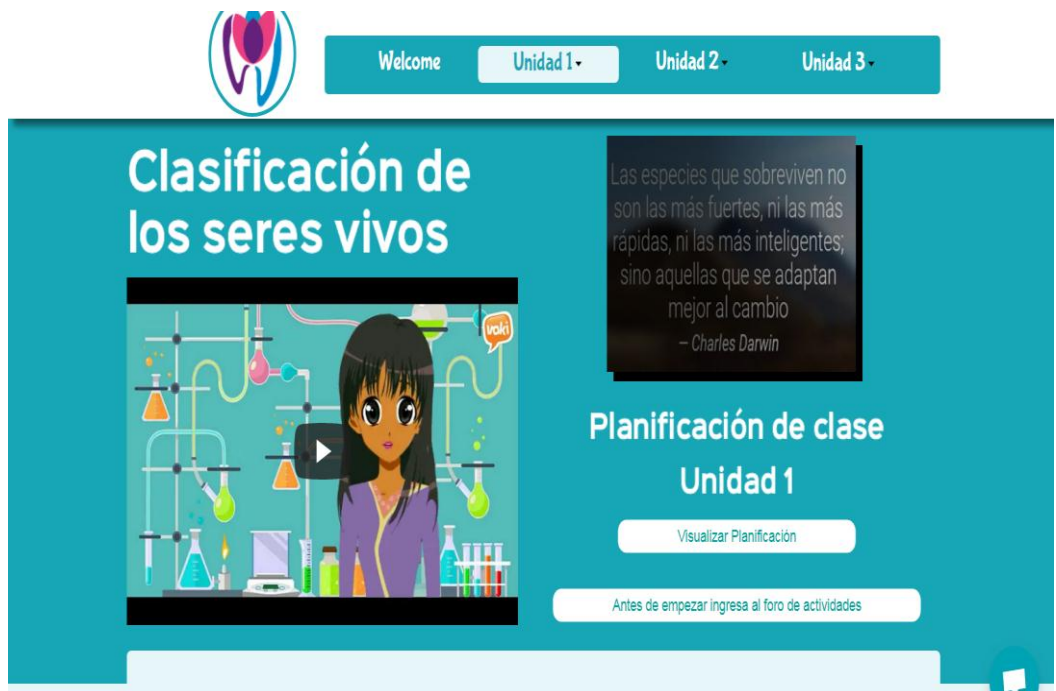 Welcome
Unidad 1
Unidad 2
Unidad 3
Clasificación de
los seres vivos
Las especies que sobreviven no
son las más fuertes, ni las más
rápidas, ni las más inteligentes;
sino aquellas que se adaptan
mejor al cambio
– Charles Darwin
voki
Planificación de clase
Unidad 1
Visualizar Planificación
Antes de empezar ingresa al foro de actividades